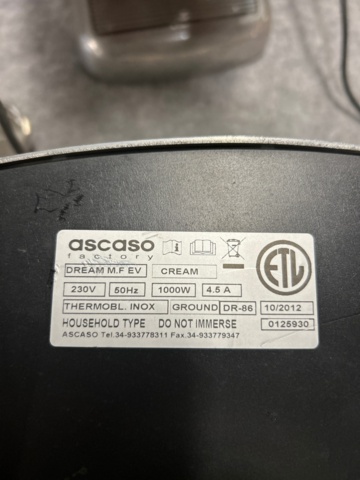 ascaso
factory
ETL
DREAM M.F EV CREAM
230V 50Hz 1000W 4.5 A
THERMOBL. INOX GROUND DR-86 10/2012
HOUSEHOLD TYPE DO NOT IMMERSE 0125930
ASCASO Tel.34-933778311 Fax.34-933779347